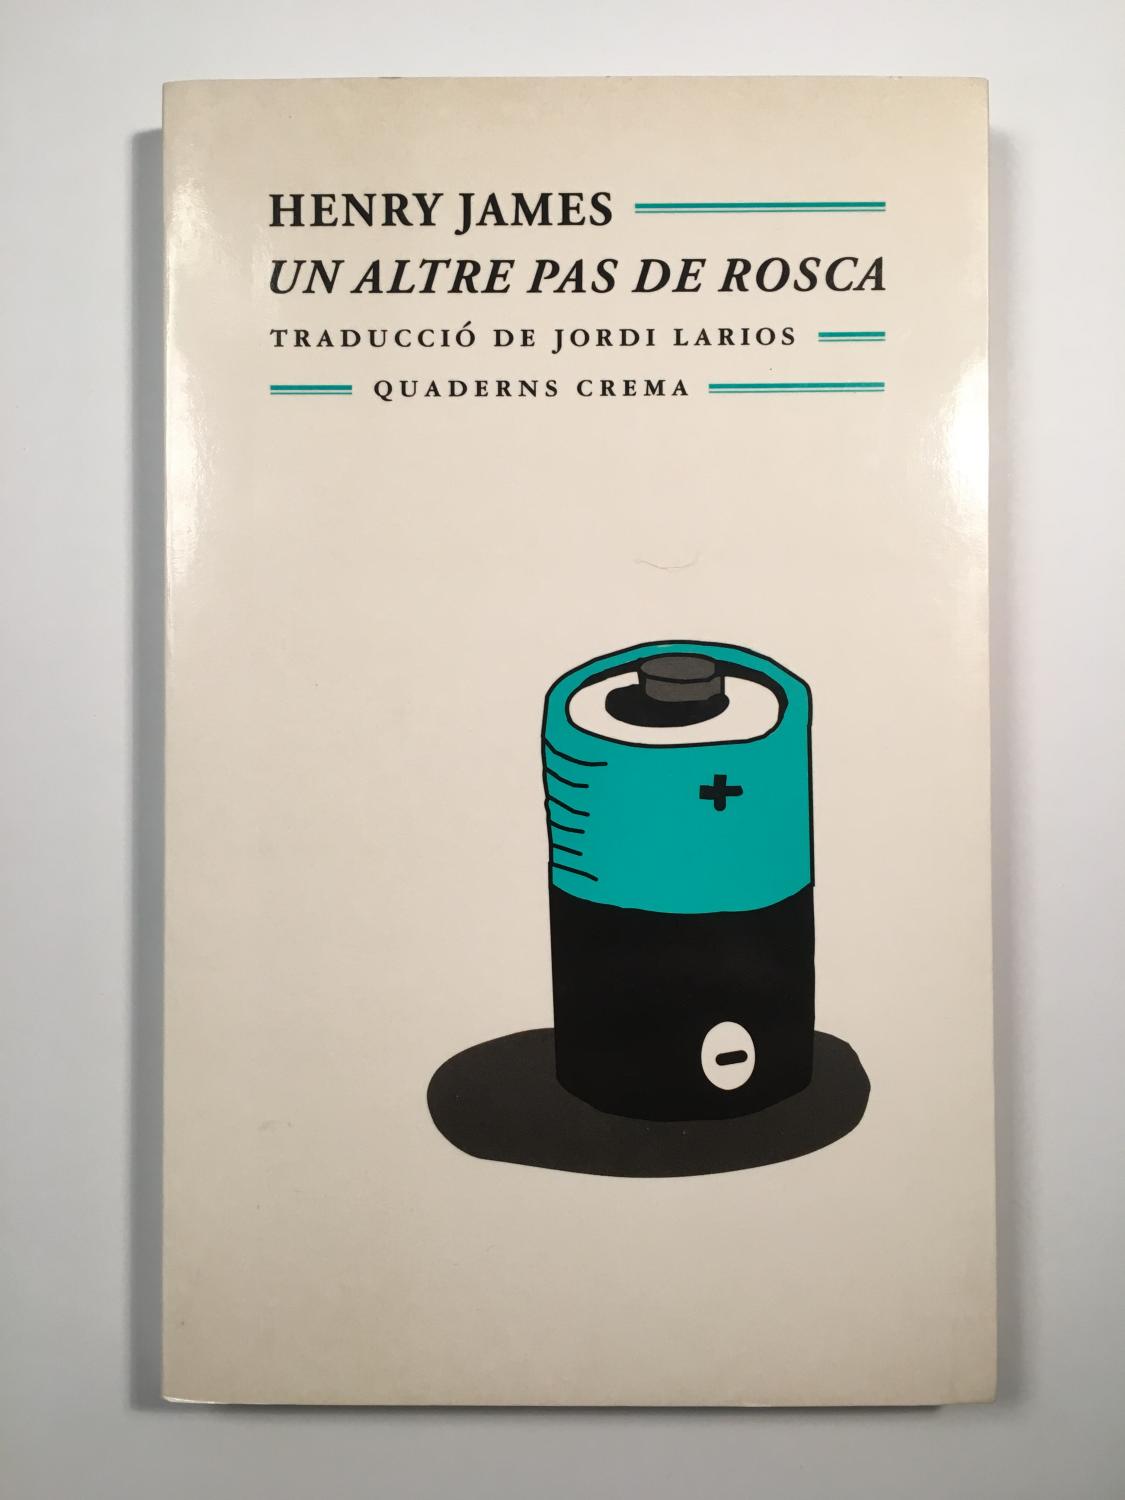 HENRY JAMES
UN ALTRE PAS DE ROSCA
TRADUCCIÓ DE JORDI LARIOS
QUADERNS CREMA
+
-